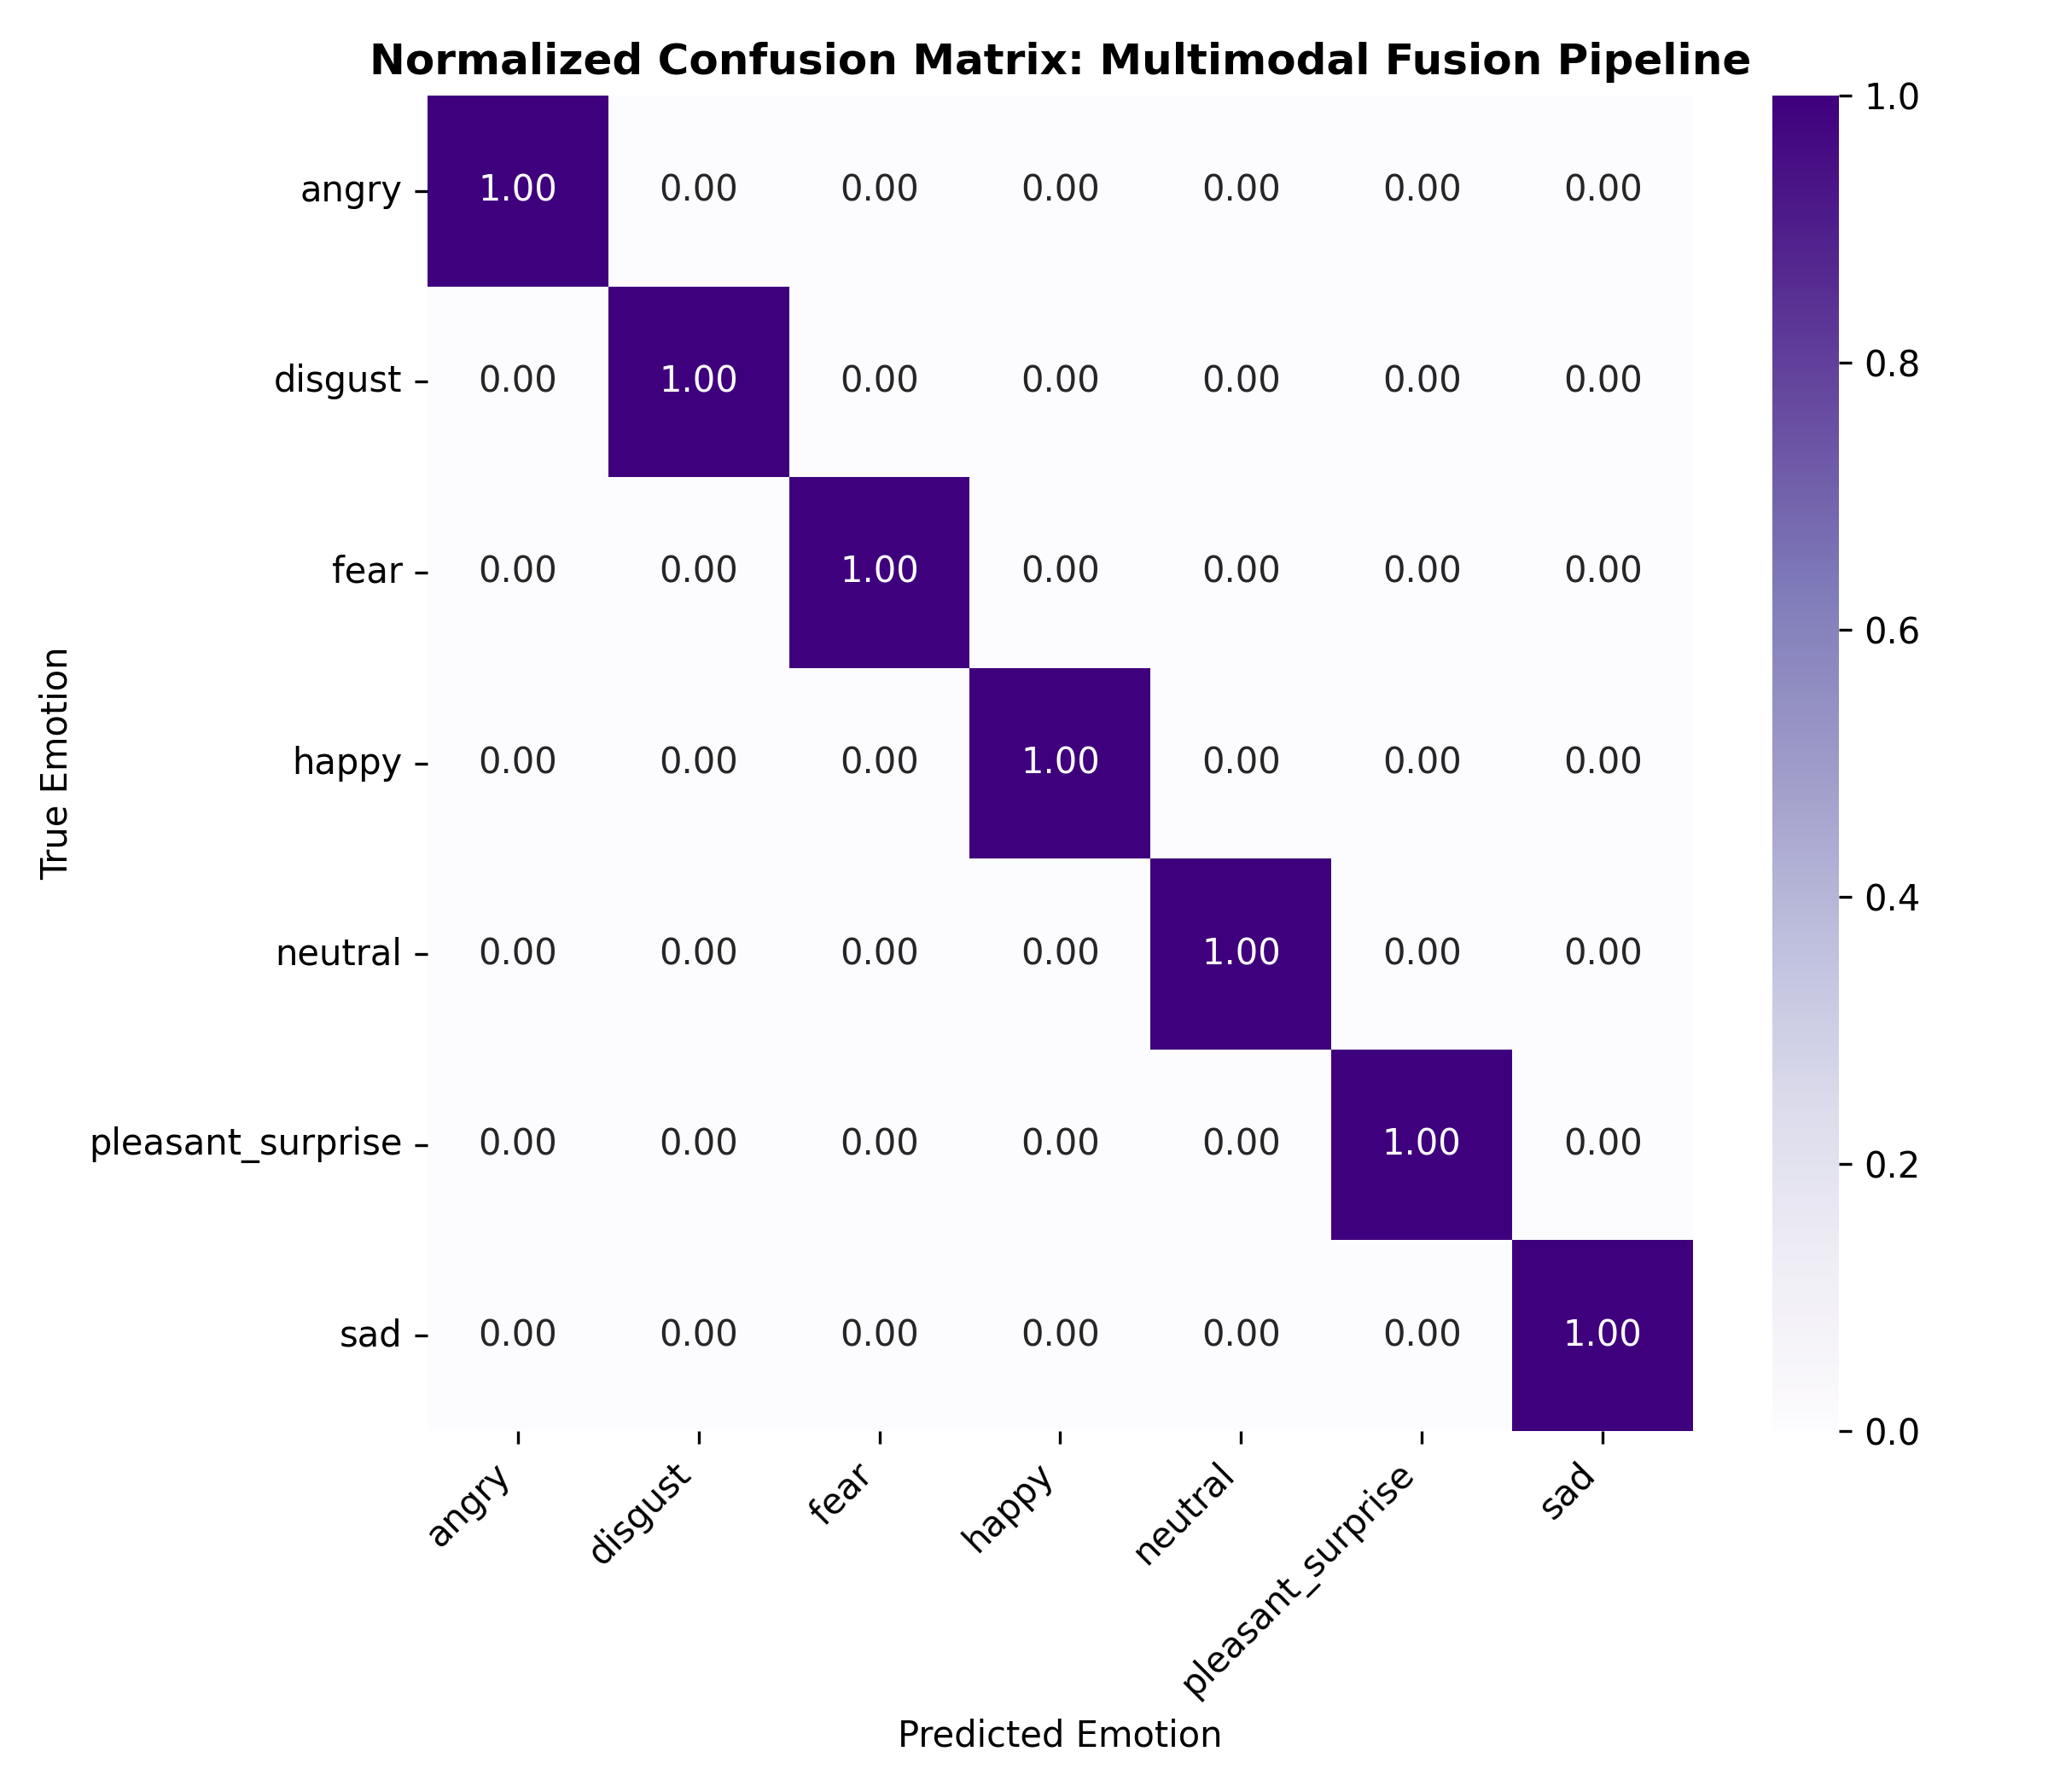 Normalized Confusion Matrix: Multimodal Fusion Pipeline
True Emotion
angry 1.00 0.00 0.00 0.00 0.00 0.00 0.00
disgust 0.00 1.00 0.00 0.00 0.00 0.00 0.00
fear 0.00 0.00 1.00 0.00 0.00 0.00 0.00
happy 0.00 0.00 0.00 1.00 0.00 0.00 0.00
neutral 0.00 0.00 0.00 0.00 1.00 0.00 0.00
pleasant_surprise 0.00 0.00 0.00 0.00 0.00 1.00 0.00
sad 0.00 0.00 0.00 0.00 0.00 0.00 1.00
angry disgust fear happy neutral pleasant_surprise sad
Predicted Emotion
1.0
0.8
0.6
0.4
0.2
0.0